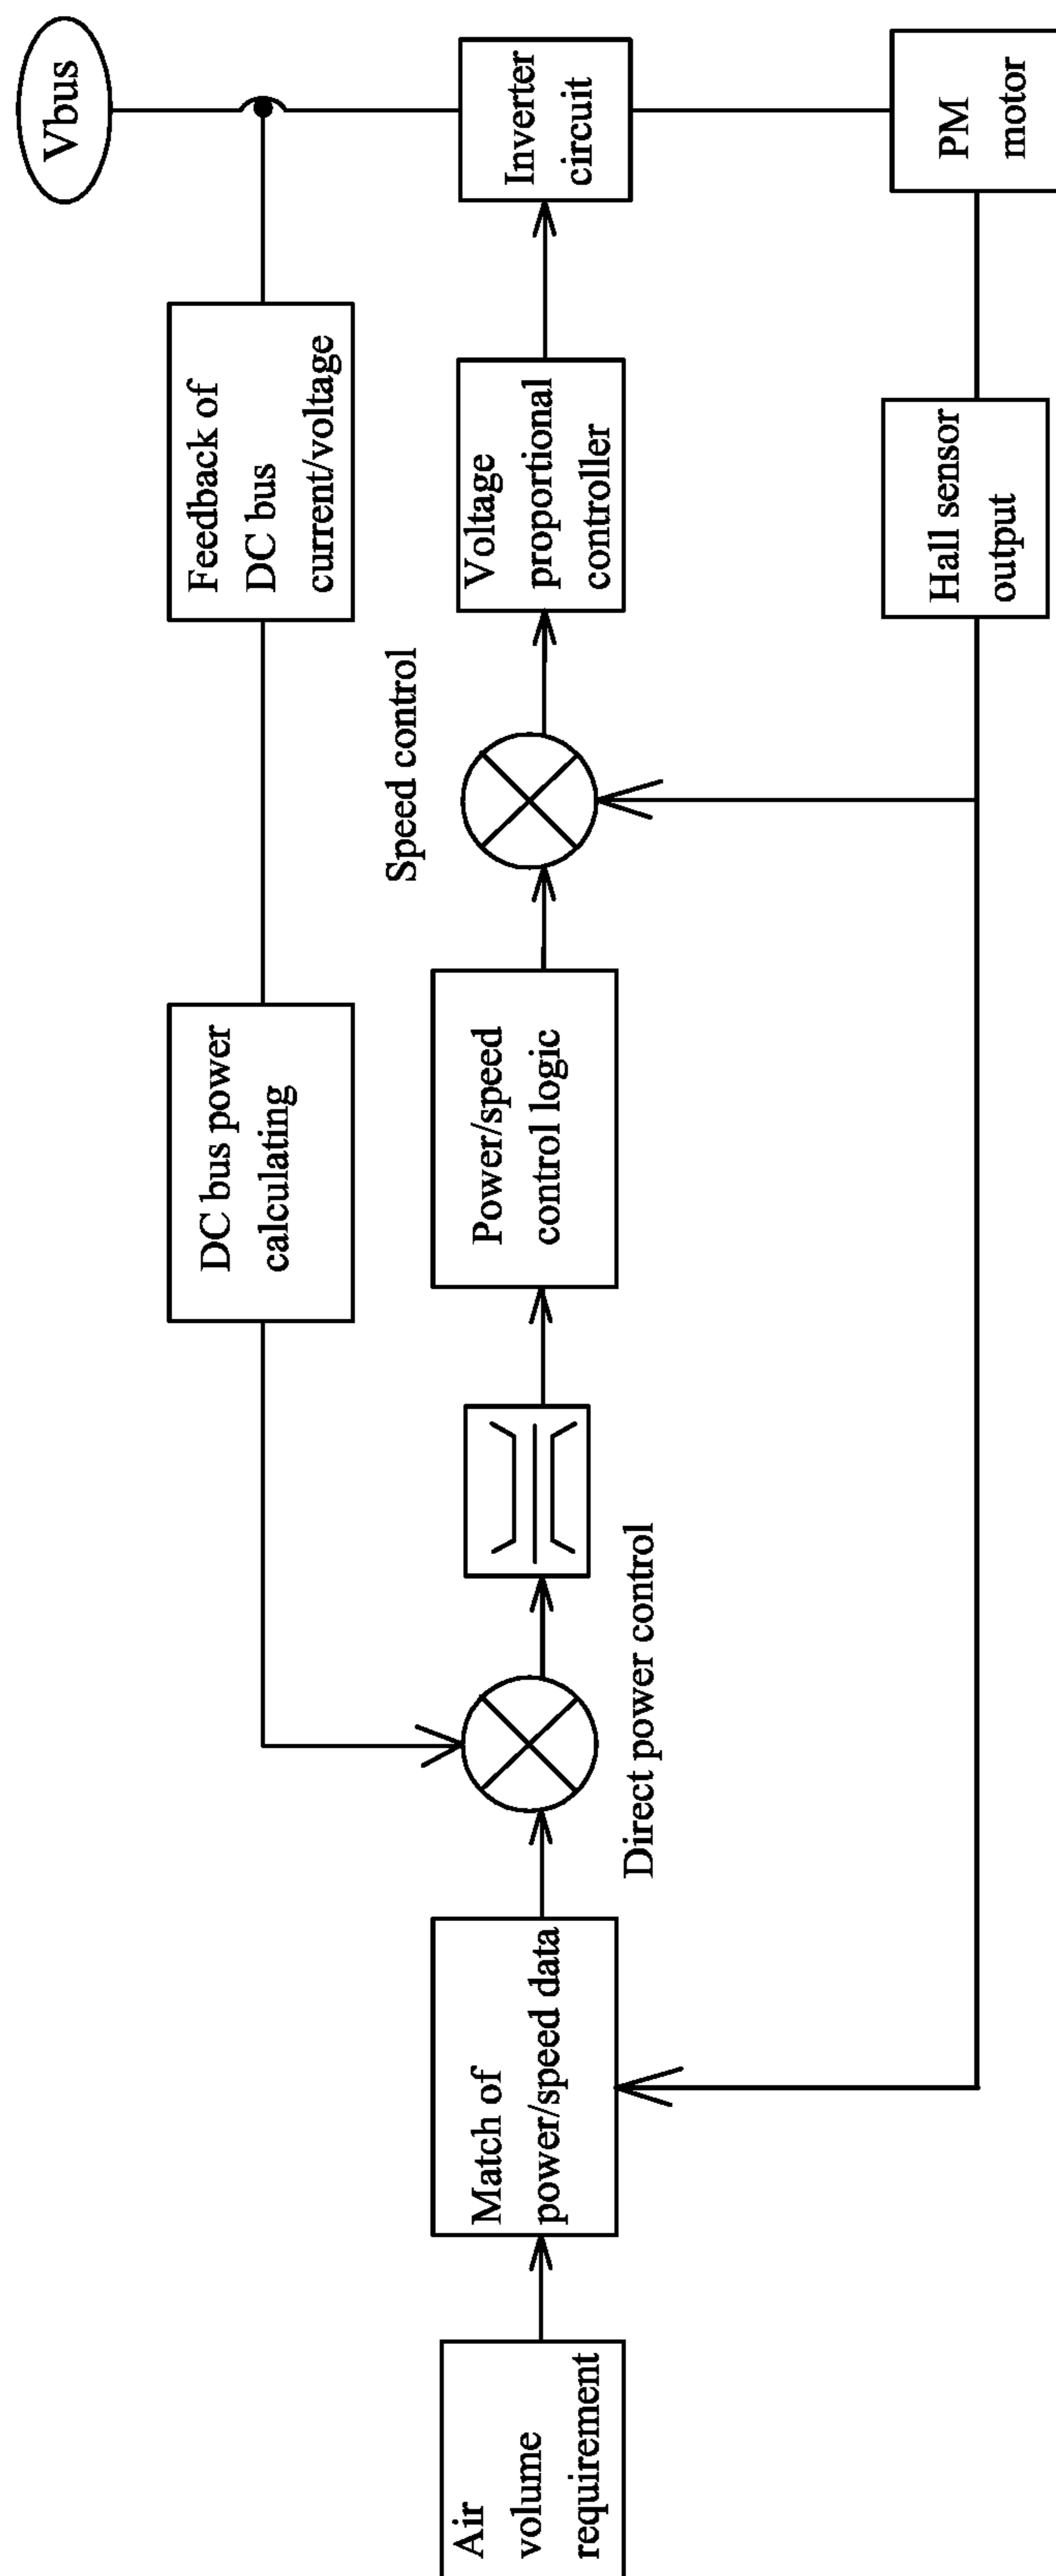 Vbus
Feedback of
DC bus
current/voltage
DC bus power
calculating
Inverter
circuit
Voltage
proportional
controller
Speed control
Power/speed
control logic
Direct power control
Match of
power/speed data
Air
volume
requirement
PM
motor
Hall sensor
output